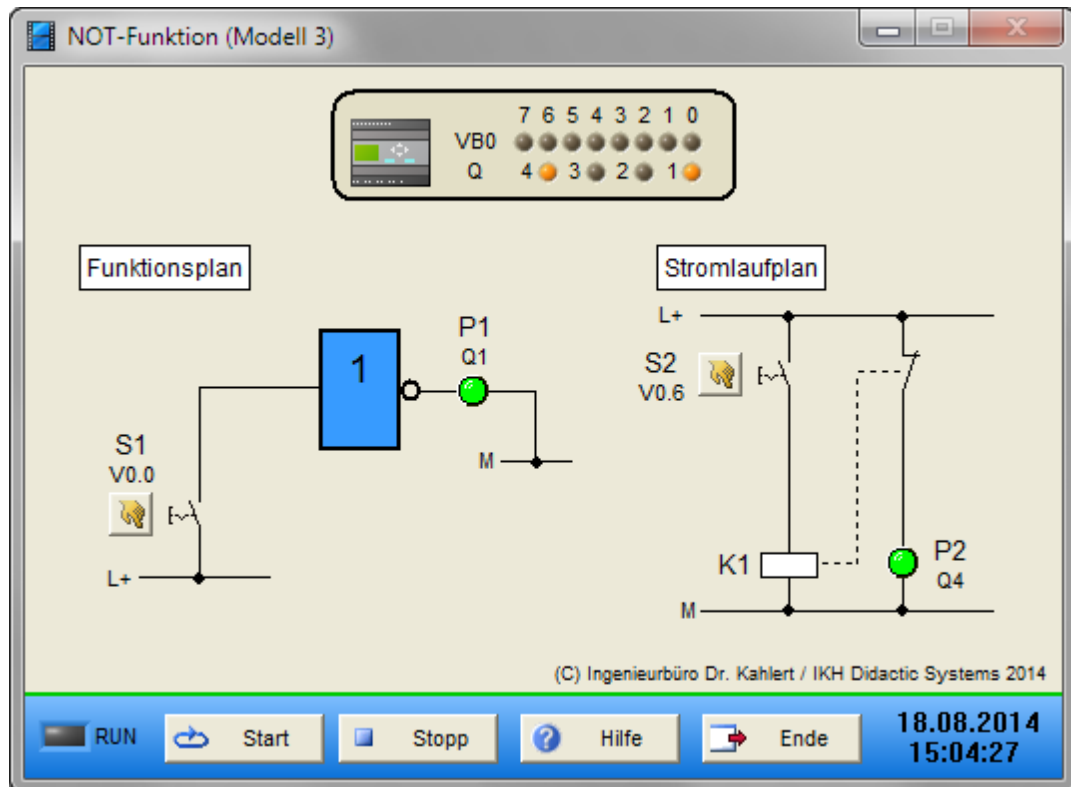 NOT-Funktion (Modell 3)
7 6 5 4 3 2 1 0
VB0
Q 4 3 2 1
Funktionsplan
Stromlaufplan
1
P1
Q1
S1
V0.0
L+
M
L+
S2
V0.6
K1
P2
Q4
M
(C) Ingenieurbüro Dr. Kahlert / IKH Didactic Systems 2014
RUN Start Stopp Hilfe Ende
18.08.2014
15:04:27